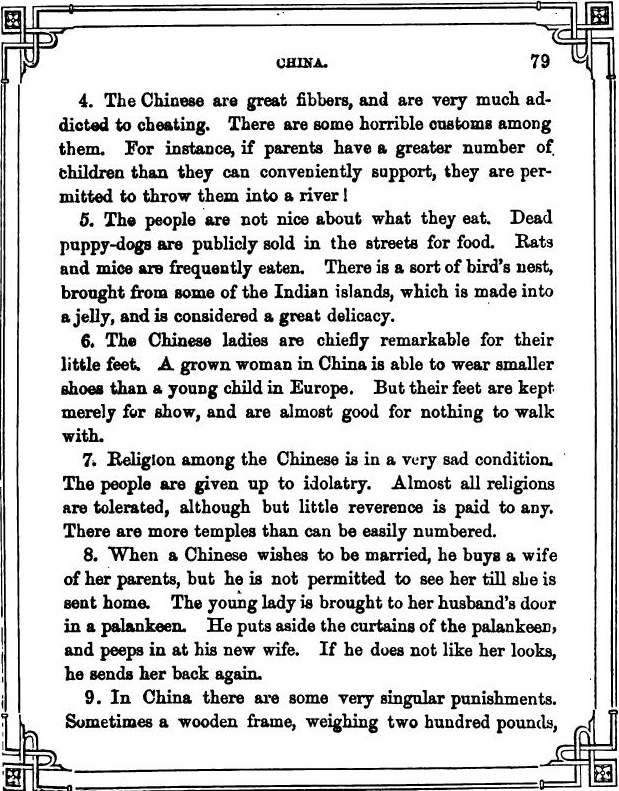 CHINA. 79
4. The Chinese are great fibbers, and are very much ad-
dicted to cheating. There are some horrible customs among
them. For instance, if parents have a greater number of
children than they can conveniently support, they are per-
mitted to throw them into a river!
5. The people are not nice about what they eat. Dead
puppy-dogs are publicly sold in the streets for food. Rats
and mice are frequently eaten. There is a sort of bird's nest,
brought from some of the Indian islands, which is made into
a jelly, and is considered a great delicacy.
6. The Chinese ladies are chiefly remarkable for their
little feet. A grown woman in China is able to wear smaller
shoes than a young child in Europe. But their feet are kept
merely for show, and are almost good for nothing to walk
with.
7. Religion among the Chinese is in a very sad condition.
The people are given up to idolatry. Almost all religions
are tolerated, although but little reverence is paid to any.
There are more temples than can be easily numbered.
8. When a Chinese wishes to be married, he buys a wife
of her parents, but he is not permitted to see her till she is
sent home. The young lady is brought to her husband's door
in a palankeen. He puts aside the curtains of the palankeen,
and peeps in at his new wife. If he does not like her looks,
he sends her back again.
9. In China there are some very singular punishments.
Sometimes a wooden frame, weighing two hundred pounds,